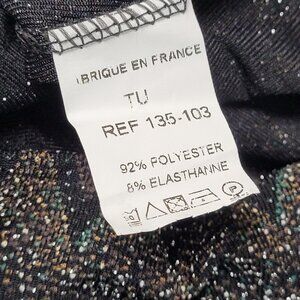 BRIQUE EN FRANCE
TU
REF 135-103
92% POLYESTER
8% ELASTHANNE